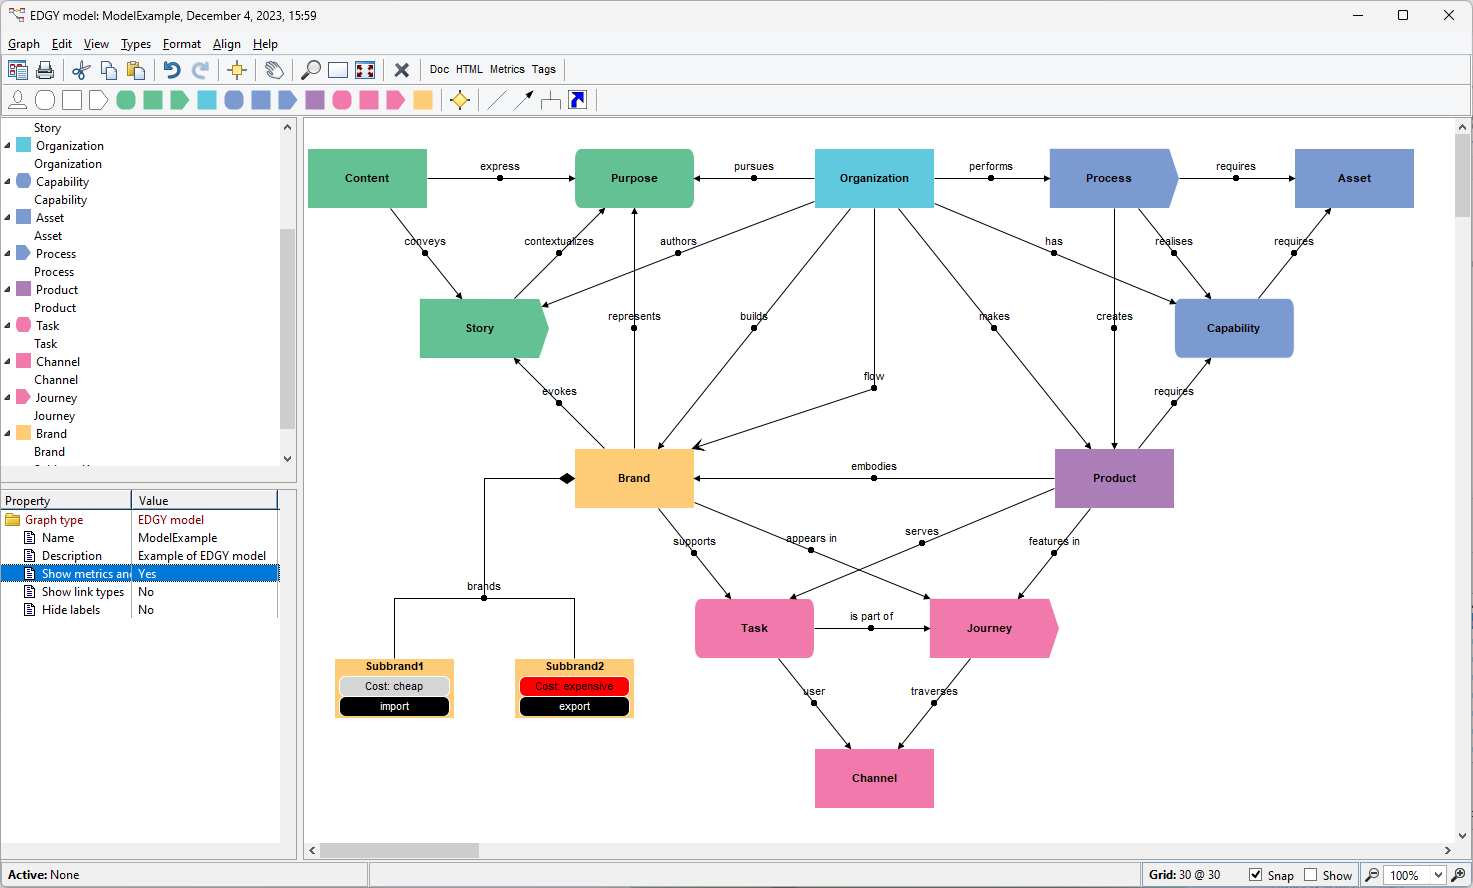 EDGY model: ModelExample, December 4, 2023, 15:59
Graph Edit View Types Format Align Help
Doc HTML Metrics Tags
Story
Organization
Organization
Capability
Capability
Asset
Asset
Process
Process
Product
Product
Task
Task
Channel
Channel
Journey
Journey
Brand
Brand
Property Value
Graph type EDGY model
Name ModelExample
Description Example of EDGY model
Show metrics an Yes
Show link types No
Hide labels No
Content
express
Purpose
pursues
Organization
performs
Process
requires
Asset
conveys
contextualizes
authors
has
realises
requires
Story
represents
builds
makes
creates
Capability
flow
evokes
requires
Brand
embodies
Product
supports
appears in
serves
features in
brands
Task
is part of
Journey
Subbrand1
Cost: cheap
import
Subbrand2
Cost: expensive
export
user
traverses
Channel
Active: None
Grid: 30 @ 30
Snap
Show
100%